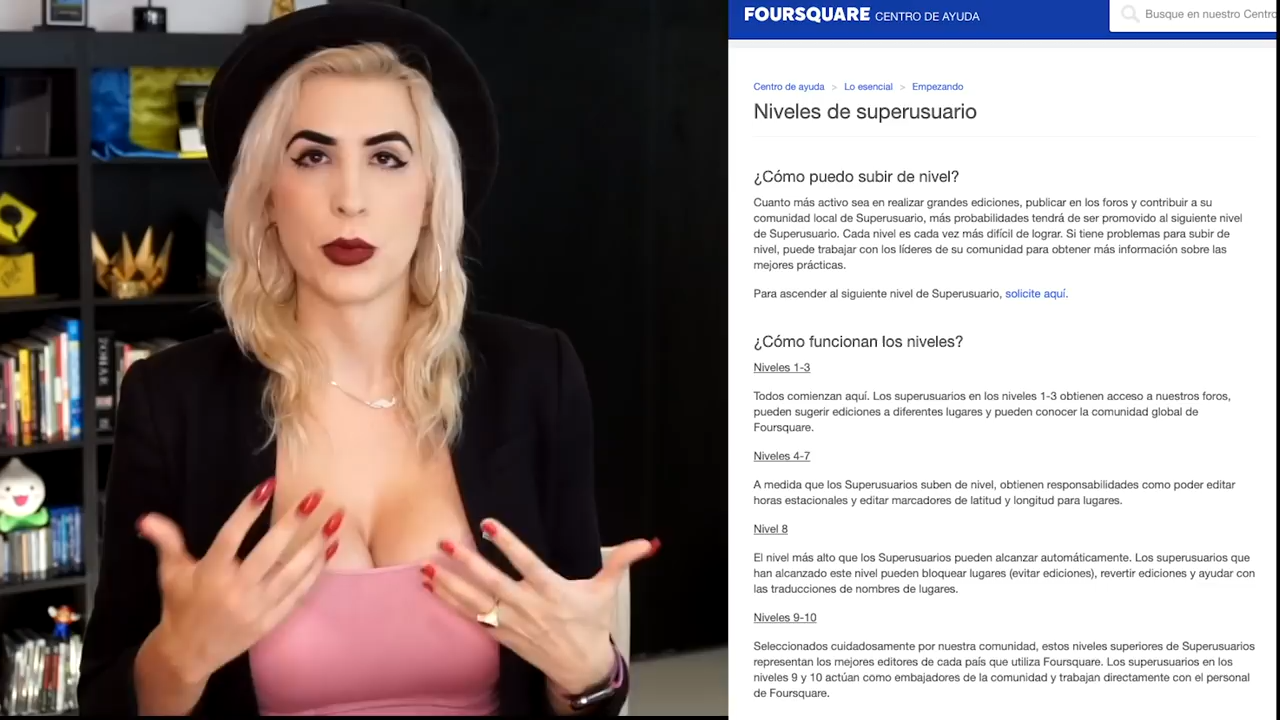 FOURSQUARE CENTRO DE AYUDA
Busque en nuestro Centro
Centro de ayuda > Lo esencial > Empezando
Niveles de superusuario
¿Cómo puedo subir de nivel?
Cuanto más activo sea en realizar grandes ediciones, publicar en los foros y contribuir a su
comunidad local de Superusuario, más probabilidades tendrá de ser promovido al siguiente nivel
de Superusuario. Cada nivel es cada vez más difícil de lograr. Si tiene problemas para subir de
nivel, puede trabajar con los líderes de su comunidad para obtener más información sobre las
mejores prácticas.
Para ascender al siguiente nivel de Superusuario, solicite aquí.
¿Cómo funcionan los niveles?
Niveles 1-3
Todos comienzan aquí. Los superusuarios en los niveles 1-3 obtienen acceso a nuestros foros,
pueden sugerir ediciones a diferentes lugares y pueden conocer la comunidad global de
Foursquare.
Niveles 4-7
A medida que los Superusuarios suben de nivel, obtienen responsabilidades como poder editar
horas estacionales y editar marcadores de latitud y longitud para lugares.
Nivel 8
El nivel más alto que los Superusuarios pueden alcanzar automáticamente. Los superusuarios que
han alcanzado este nivel pueden bloquear lugares (evitar ediciones), revertir ediciones y ayudar con
las traducciones de nombres de lugares.
Niveles 9-10
Seleccionados cuidadosamente por nuestra comunidad, estos niveles superiores de Superusuarios
representan los mejores editores de cada país que utiliza Foursquare. Los superusuarios en los
niveles 9 y 10 actúan como embajadores de la comunidad y trabajan directamente con el personal
de Foursquare.